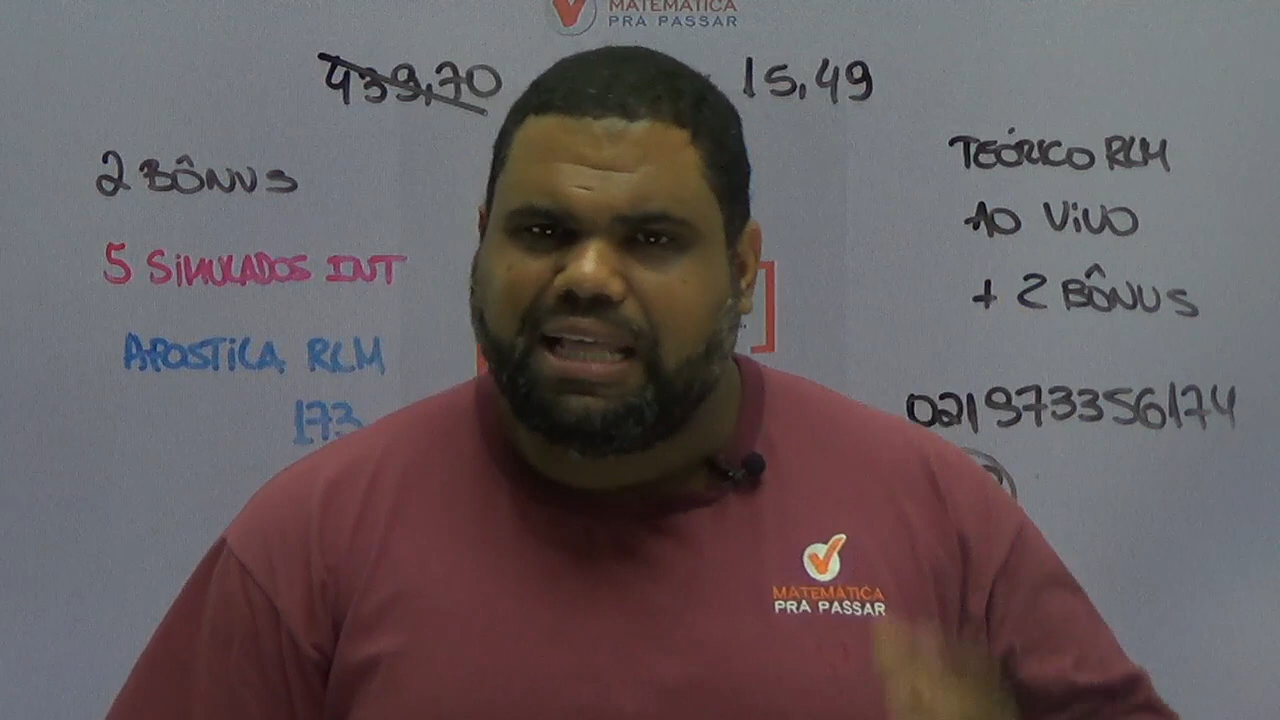 MATEMÁTICA
PRA PASSAR
439,70
15,49
2 BÔNUS
5 SIMULADOS INT
APOSTILA RLM
173
TEÓRICO RLM
AO VIVO
+ 2 BÔNUS
021973356174
MATEMÁTICA
PRA PASSAR